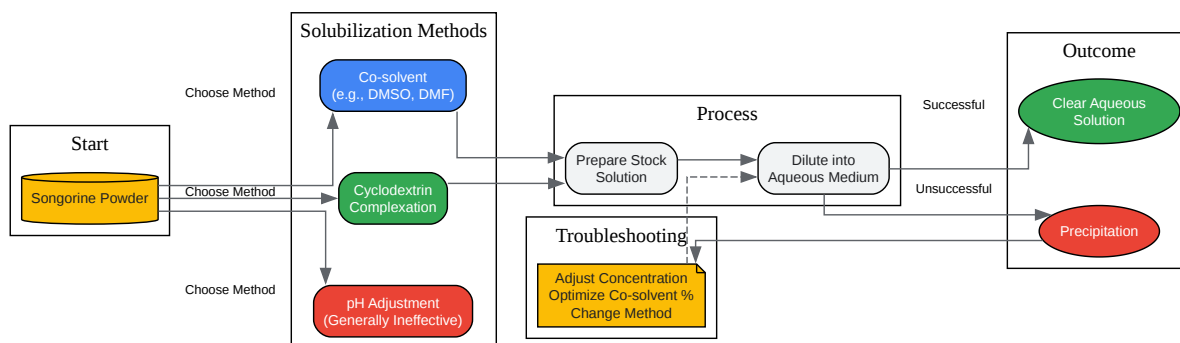 Start
Songorine Powder
Choose Method
Choose Method
Choose Method
Solubilization Methods
Co-solvent
(e.g., DMSO, DMF)
Cyclodextrin
Complexation
pH Adjustment
(Generally Ineffective)
Process
Prepare Stock
Solution
Dilute into
Aqueous Medium
Troubleshooting
Adjust Concentration
Optimize Co-solvent %
Change Method
Successful
Unsuccessful
Outcome
Clear Aqueous
Solution
Precipitation